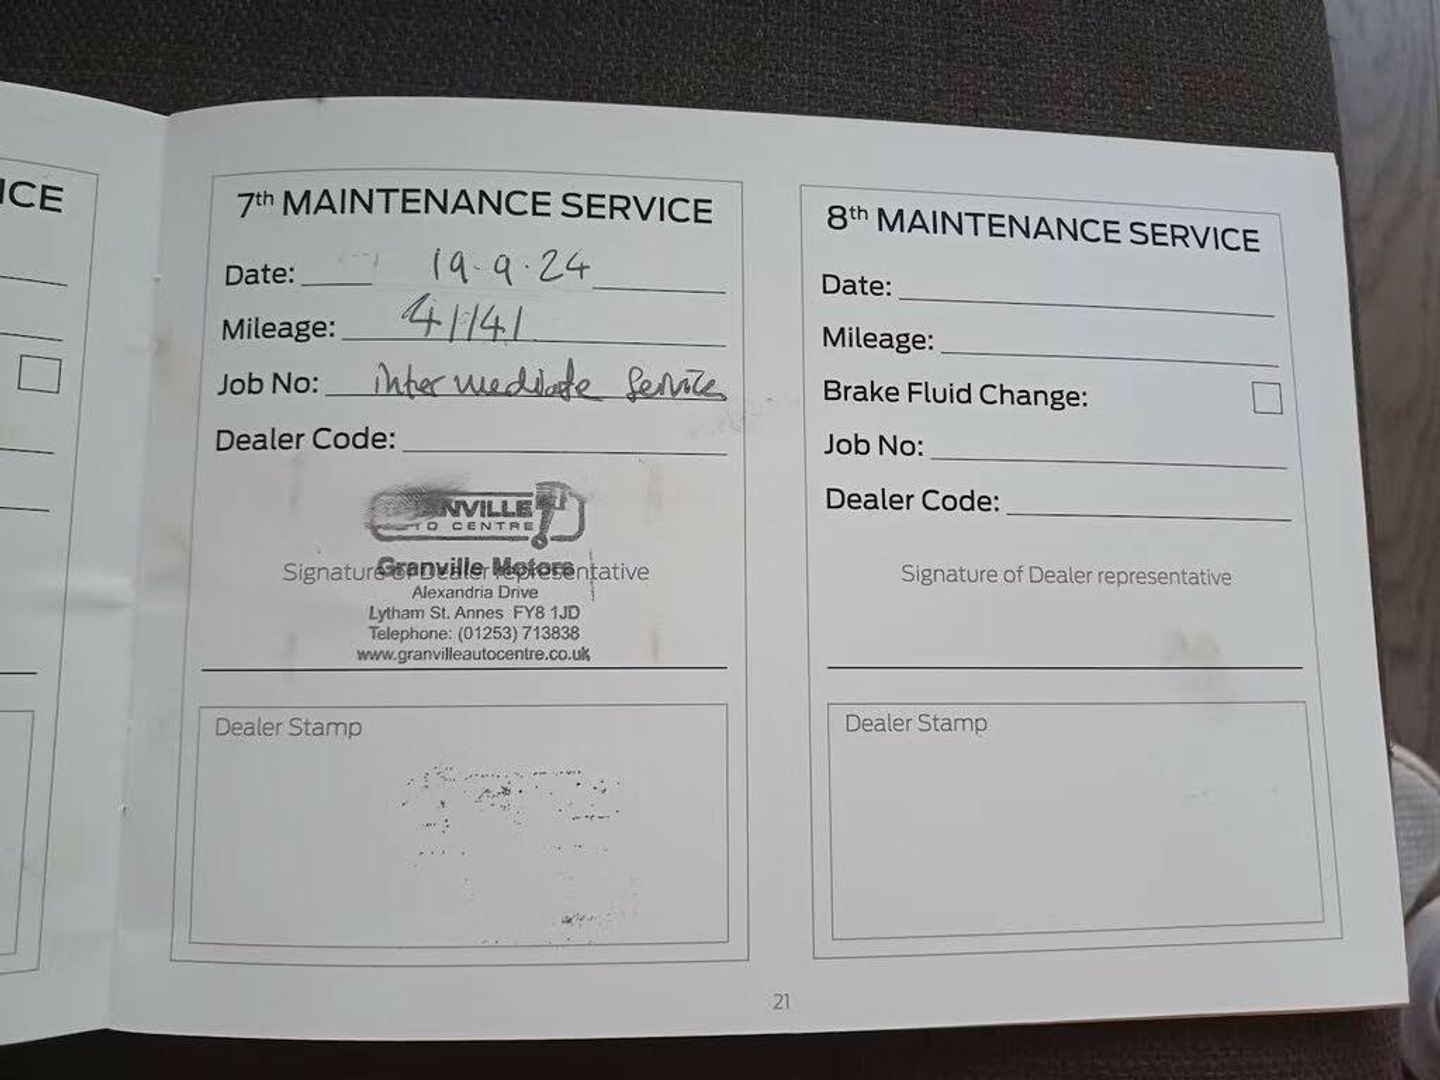 ICE
7th MAINTENANCE SERVICE
Date: 19.9.24
Mileage: 41141
Job No: intermediate service
Dealer Code:
NVILLE
TO CENTRE
Granville Motors
Signature of Dealer representative
Alexandria Drive
Lytham St. Annes FY8 1JD
Telephone: (01253) 713838
www.granvilleautocentre.co.uk
Dealer Stamp
8th MAINTENANCE SERVICE
Date:
Mileage:
Brake Fluid Change:
Job No:
Dealer Code:
Signature of Dealer representative
Dealer Stamp
21